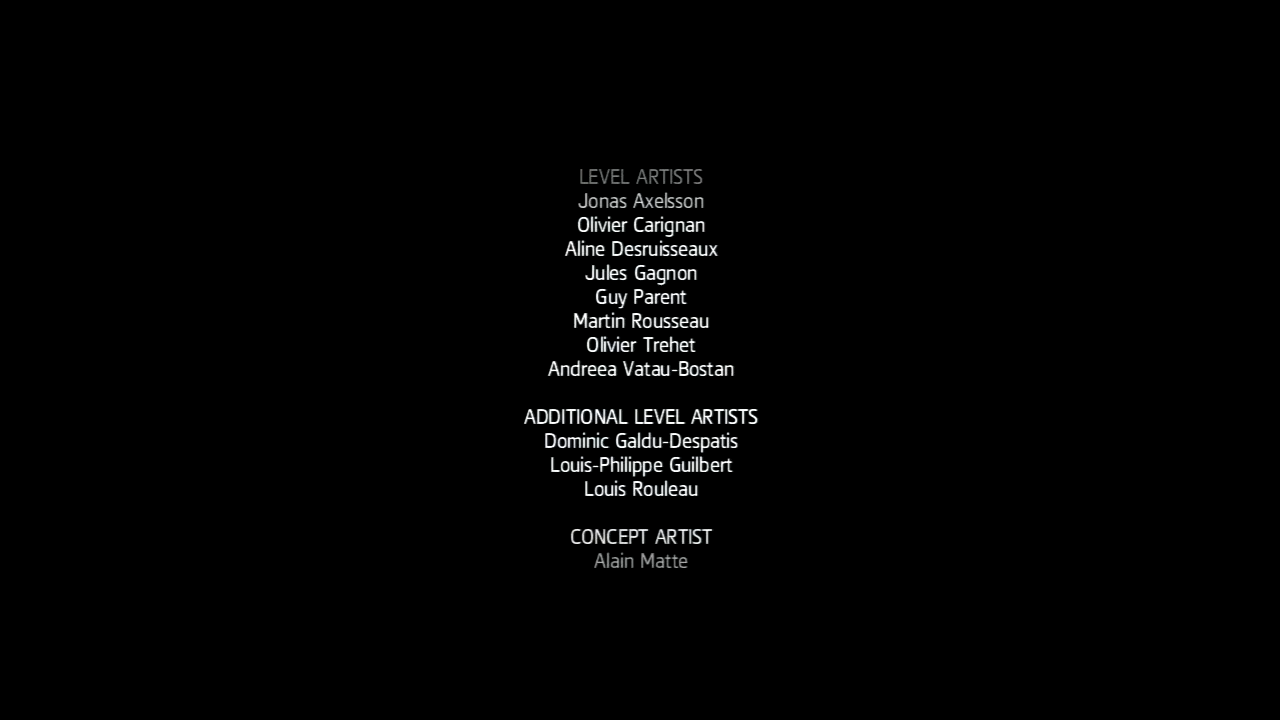 LEVEL ARTISTS
Jonas Axelsson
Olivier Carignan
Aline Desruisseaux
Jules Gagnon
Guy Parent
Martin Rousseau
Olivier Trehet
Andreea Vatau-Bostan
ADDITIONAL LEVEL ARTISTS
Dominic Galdu-Despatis
Louis-Philippe Guilbert
Louis Rouleau
CONCEPT ARTIST
Alain Matte